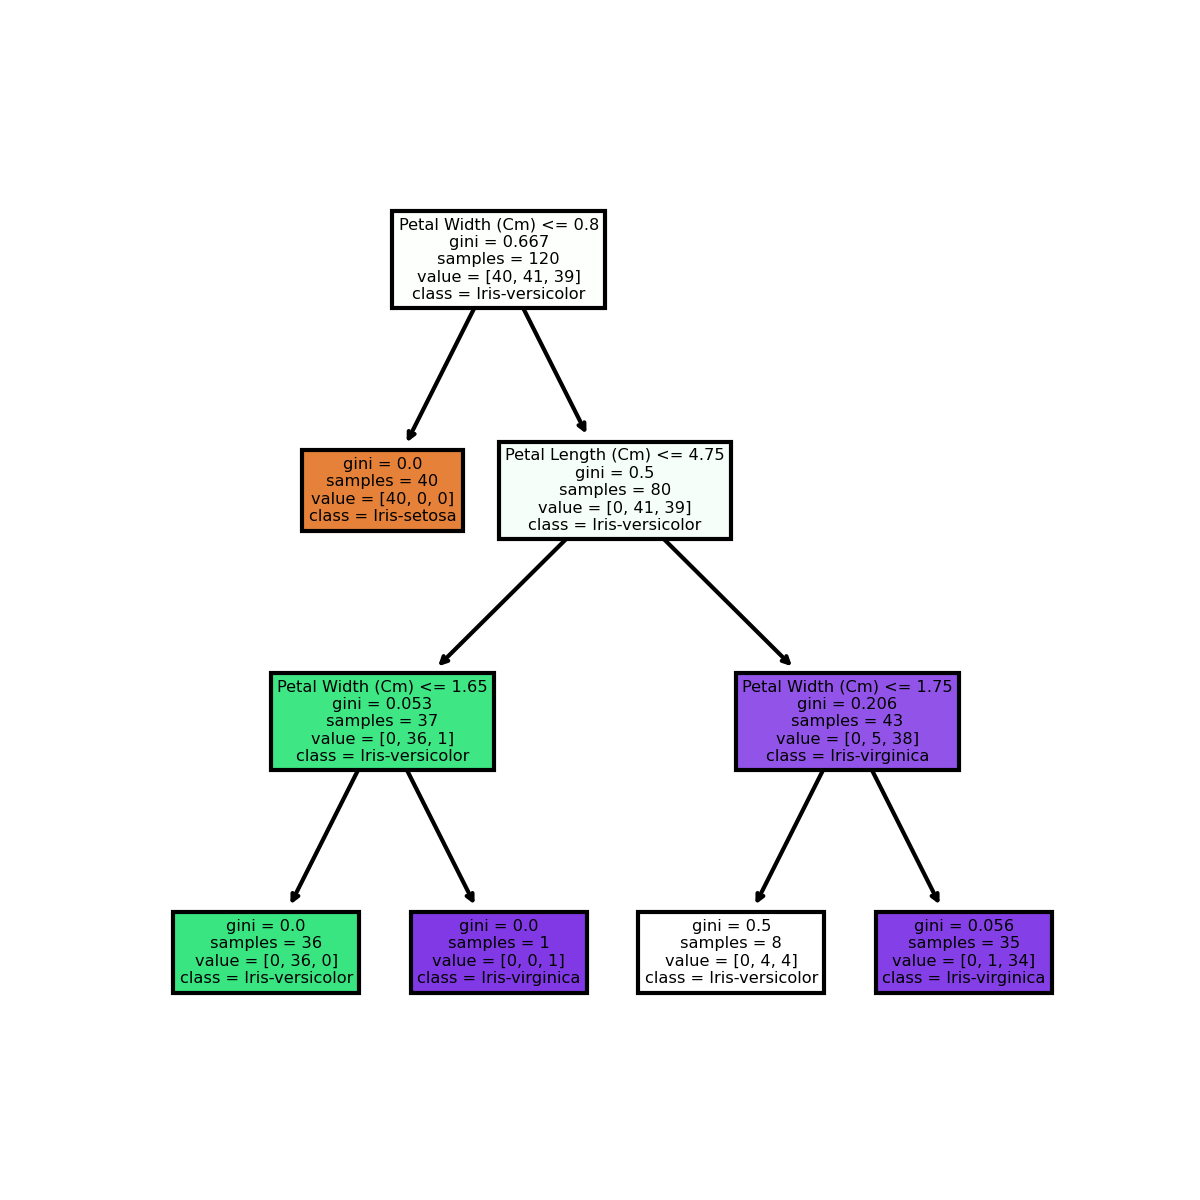 Petal Width (Cm) <= 0.8
gini = 0.667
samples = 120
value = [40, 41, 39]
class = Iris-versicolor
gini = 0.0
samples = 40
value = [40, 0, 0]
class = Iris-setosa
Petal Length (Cm) <= 4.75
gini = 0.5
samples = 80
value = [0, 41, 39]
class = Iris-versicolor
Petal Width (Cm) <= 1.65
gini = 0.053
samples = 37
value = [0, 36, 1]
class = Iris-versicolor
Petal Width (Cm) <= 1.75
gini = 0.206
samples = 43
value = [0, 5, 38]
class = Iris-virginica
gini = 0.0
samples = 36
value = [0, 36, 0]
class = Iris-versicolor
gini = 0.0
samples = 1
value = [0, 0, 1]
class = Iris-virginica
gini = 0.5
samples = 8
value = [0, 4, 4]
class = Iris-versicolor
gini = 0.056
samples = 35
value = [0, 1, 34]
class = Iris-virginica